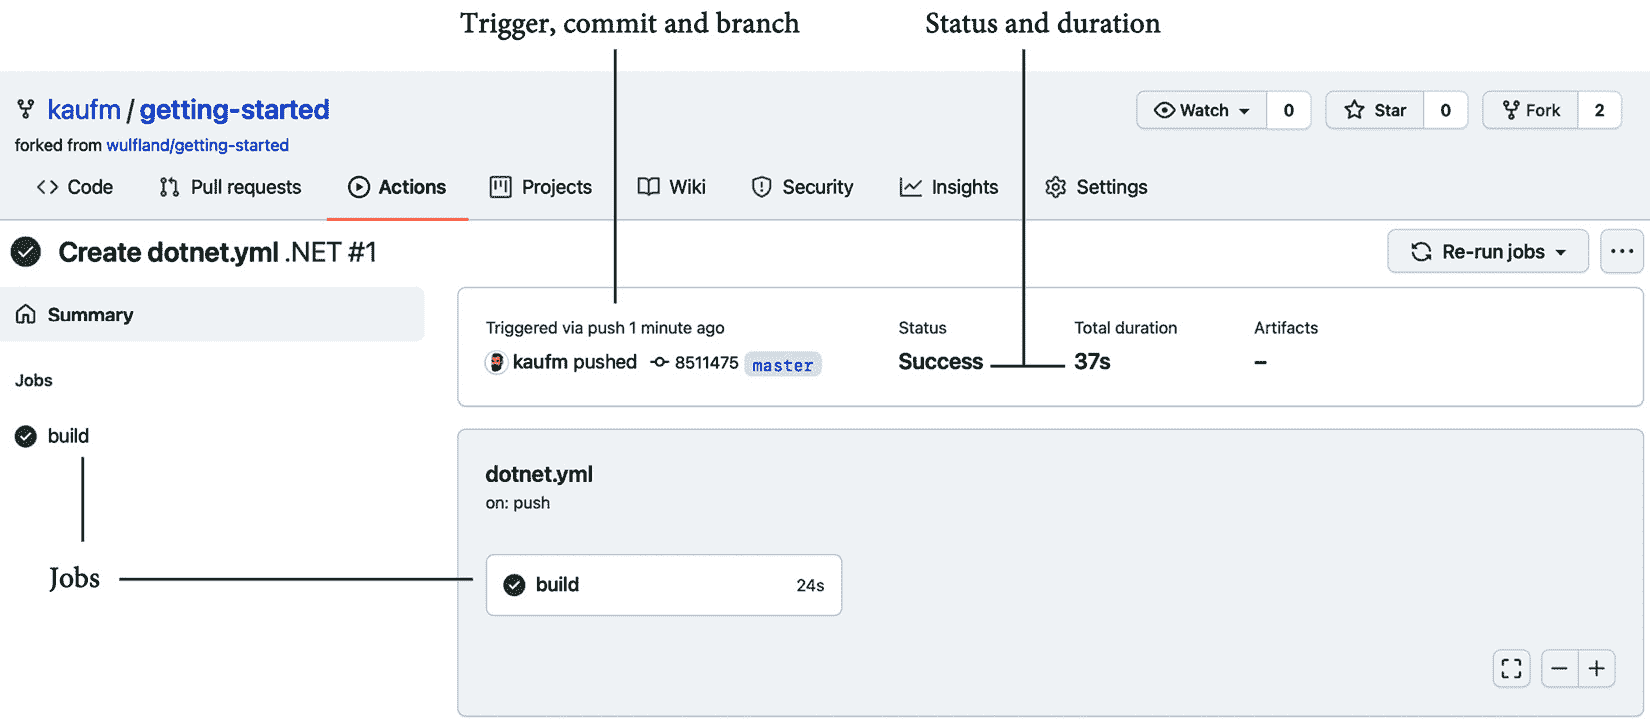 Trigger, commit and branch
Status and duration
kaufm / getting-started
Watch 0
Star 0
Fork 2
forked from wulfland/getting-started
Code
Pull requests
Actions
Projects
Wiki
Security
Insights
Settings
Create dotnet.yml .NET #1
Re-run jobs
Summary
Triggered via push 1 minute ago
Status
Total duration
Artifacts
kaufm pushed 8511475 master
Success
37s
–
Jobs
build
dotnet.yml
on: push
Jobs
build 24s